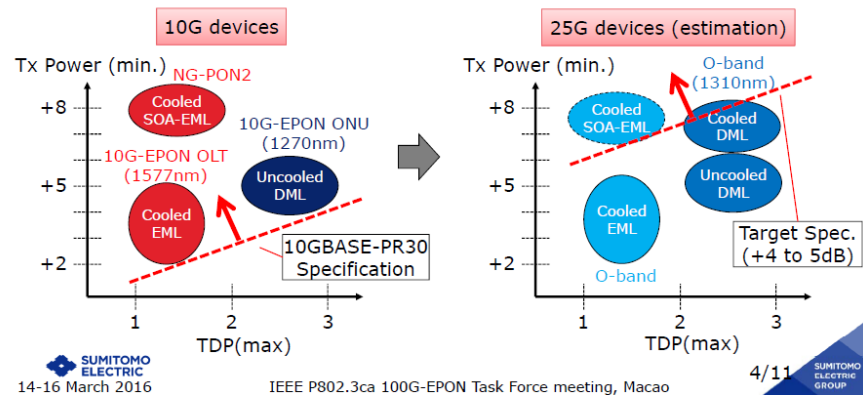 10G devices
Tx Power (min.)
NG-PON2
+8
Cooled
SOA-EML
10G-EPON ONU
(1270nm)
10G-EPON OLT
(1577nm)
+5
Uncooled
DML
Cooled
EML
10GBASE-PR30
Specification
+2
1
2
3
TDP(max)
25G devices (estimation)
Tx Power (min.)
O-band
(1310nm)
+8
Cooled
SOA-EML
Cooled
DML
+5
Uncooled
DML
Cooled
EML
Target Spec.
(+4 to 5dB)
+2
O-band
1
2
3
TDP(max)
SUMITOMO
ELECTRIC
14-16 March 2016
IEEE P802.3ca 100G-EPON Task Force meeting, Macao
4/11
SUMITOMO
ELECTRIC
GROUP